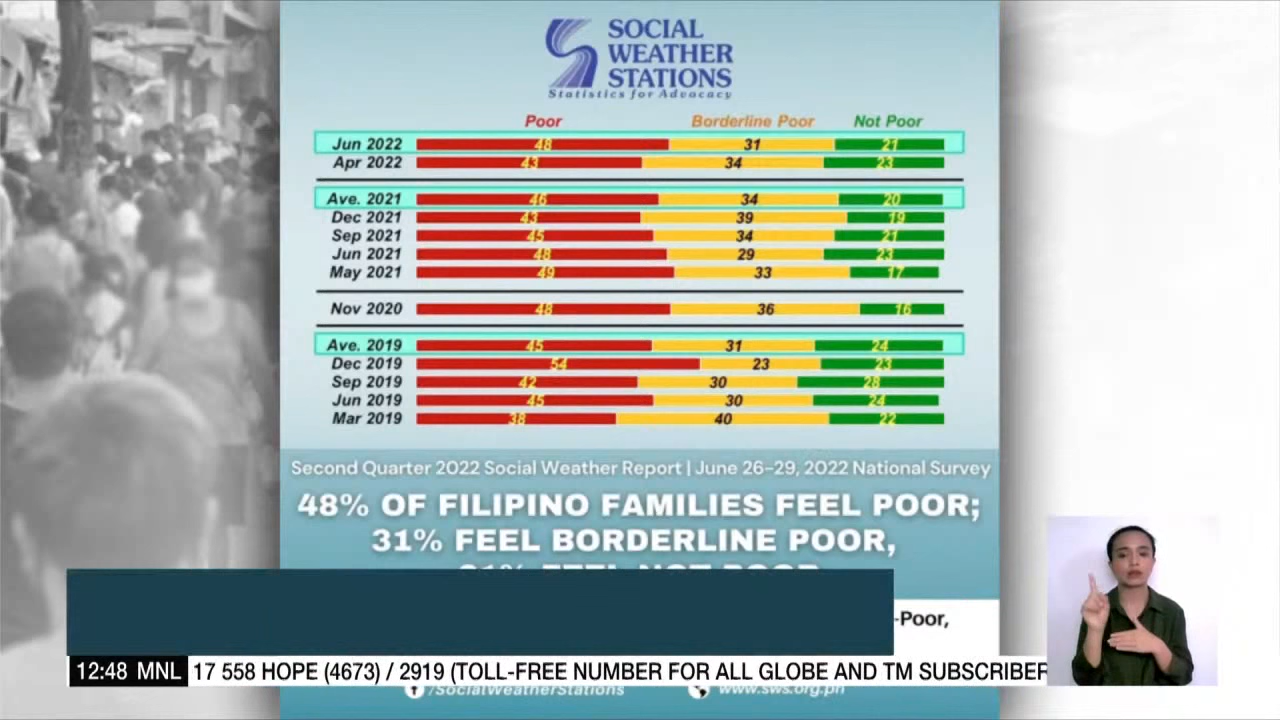 SOCIAL
WEATHER
STATIONS
Statistics for Advocacy
Poor Borderline Poor Not Poor
Jun 2022 48 31 21
Apr 2022 43 34 23
Ave. 2021 46 34 20
Dec 2021 43 39 19
Sep 2021 45 34 21
Jun 2021 48 29 23
May 2021 49 33 17
Nov 2020 48 36 16
Ave. 2019 45 31 24
Dec 2019 54 23 23
Sep 2019 42 30 28
Jun 2019 45 30 24
Mar 2019 38 40 22
Second Quarter 2022 Social Weather Report | June 26–29, 2022 National Survey
48% OF FILIPINO FAMILIES FEEL POOR;
31% FEEL BORDERLINE POOR,
-Poor,
12:48 MNL 17 558 HOPE (4673) / 2919 (TOLL-FREE NUMBER FOR ALL GLOBE AND TM SUBSCRIBER
/SocialWeatherStations www.sws.org.ph